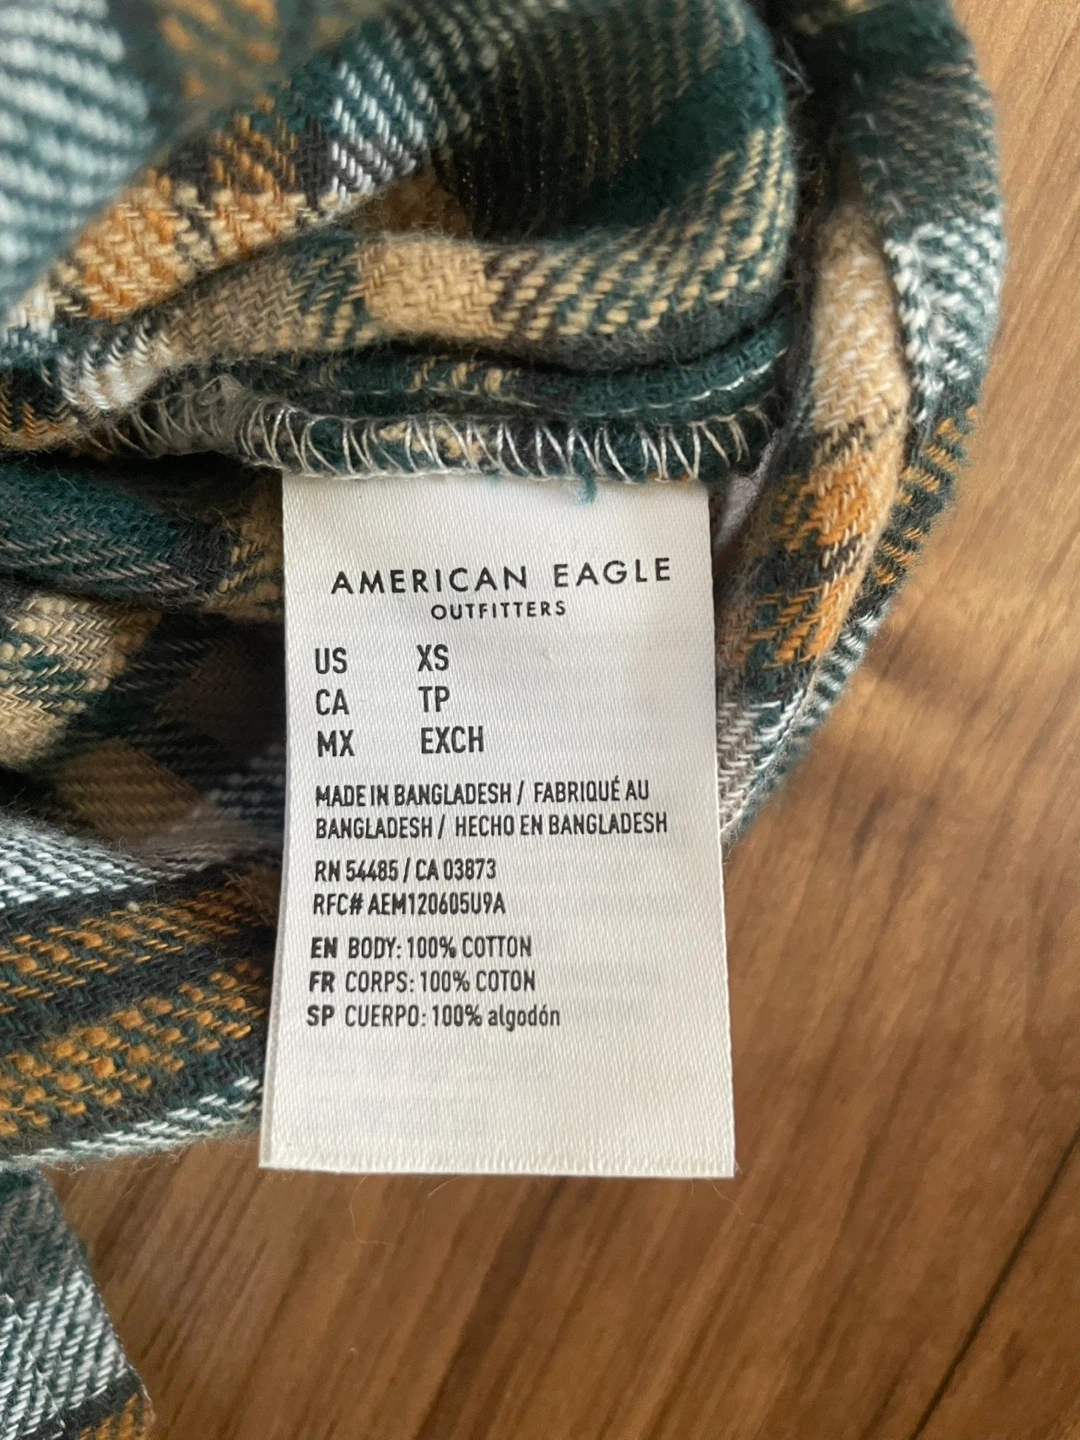 AMERICAN EAGLE
OUTFITTERS
US XS
CA TP
MX EXCH
MADE IN BANGLADESH / FABRIQUÉ AU
BANGLADESH / HECHO EN BANGLADESH
RN 54485 / CA 03873
RFC# AEM120605U9A
EN BODY: 100% COTTON
FR CORPS: 100% COTON
SP CUERPO: 100% algodón